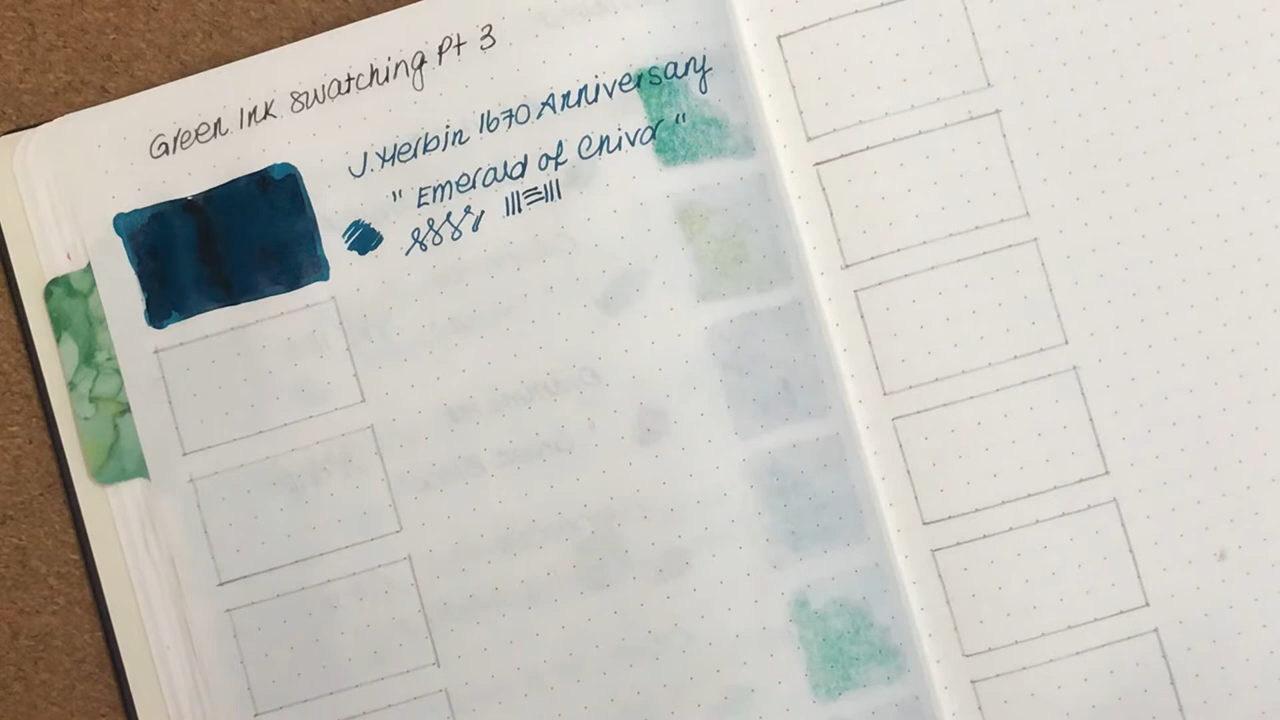 Green Ink Swatching Pt 3
J. Herbin 1670 Anniversary
" Emerald of Chivor "